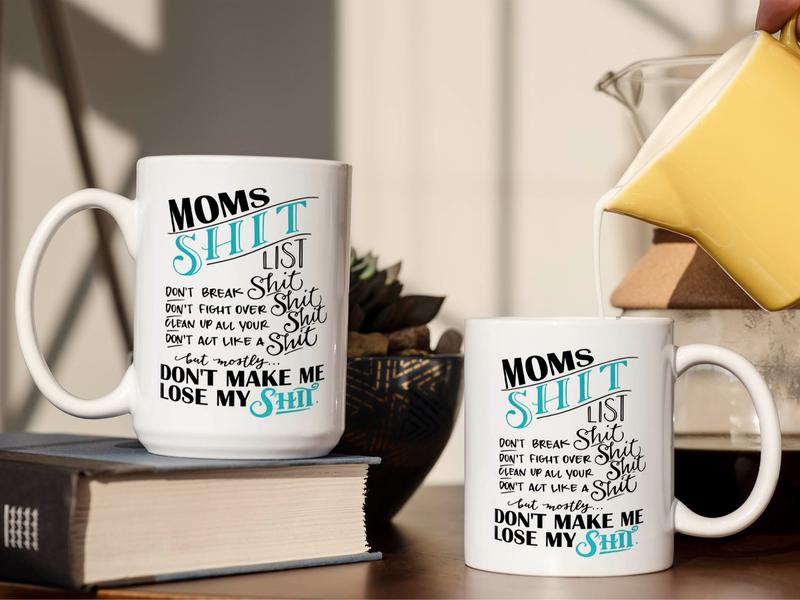 MOMS
SHIT
LIST
DON'T BREAK Shit
DON'T FIGHT OVER Shit
CLEAN UP ALL YOUR Shit
DON'T ACT LIKE A Shit
but mostly...
DON'T MAKE ME
LOSE MY SHIT.
MOMS
SHIT
LIST
DON'T BREAK Shit
DON'T FIGHT OVER Shit
CLEAN UP ALL YOUR Shit
DON'T ACT LIKE A Shit
but mostly...
DON'T MAKE ME
LOSE MY SHIT.